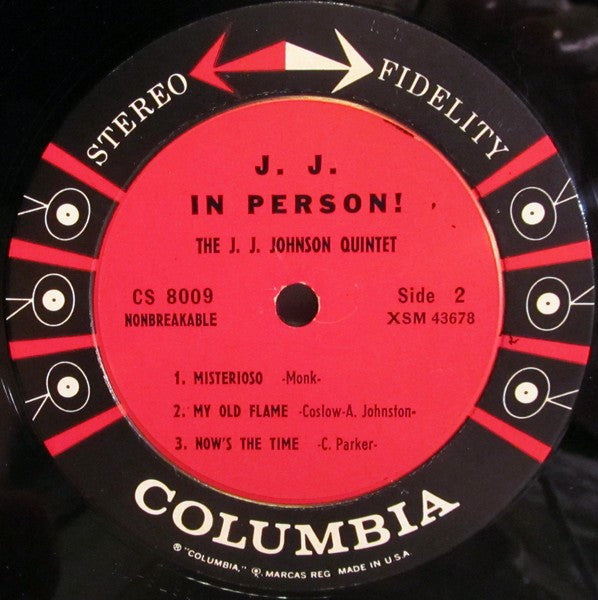 STEREO FIDELITY
J. J.
IN PERSON!
THE J. J. JOHNSON QUINTET
CS 8009
NONBREAKABLE
Side 2
XSM 43678
1. MISTERIOSO -Monk-
2. MY OLD FLAME -Coslow-A. Johnston-
3. NOW'S THE TIME -C. Parker-
COLUMBIA
® "COLUMBIA," ®. MARCAS REG MADE IN U.S.A.